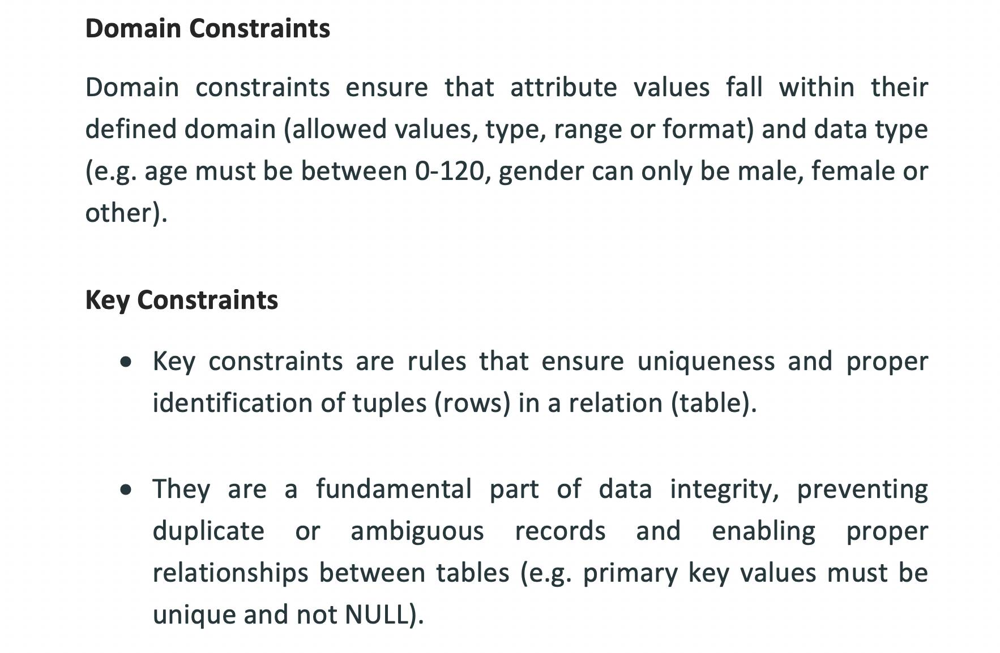 Domain Constraints
Domain constraints ensure that attribute values fall within their
defined domain (allowed values, type, range or format) and data type
(e.g. age must be between 0-120, gender can only be male, female or
other).
Key Constraints
• Key constraints are rules that ensure uniqueness and proper
identification of tuples (rows) in a relation (table).
• They are a fundamental part of data integrity, preventing
duplicate or ambiguous records and enabling proper
relationships between tables (e.g. primary key values must be
unique and not NULL).